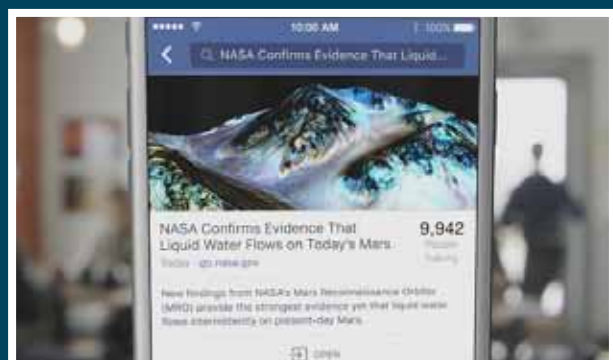 10:00 AM
100%
NASA Confirms Evidence That Liquid...
NASA Confirms Evidence That
Liquid Water Flows on Today's Mars
9,942
People
Talking
Today · go.nasa.gov
New findings from NASA's Mars Reconnaissance Orbiter
(MRO) provide the strongest evidence yet that liquid water
flows intermittently on present-day Mars
OPEN